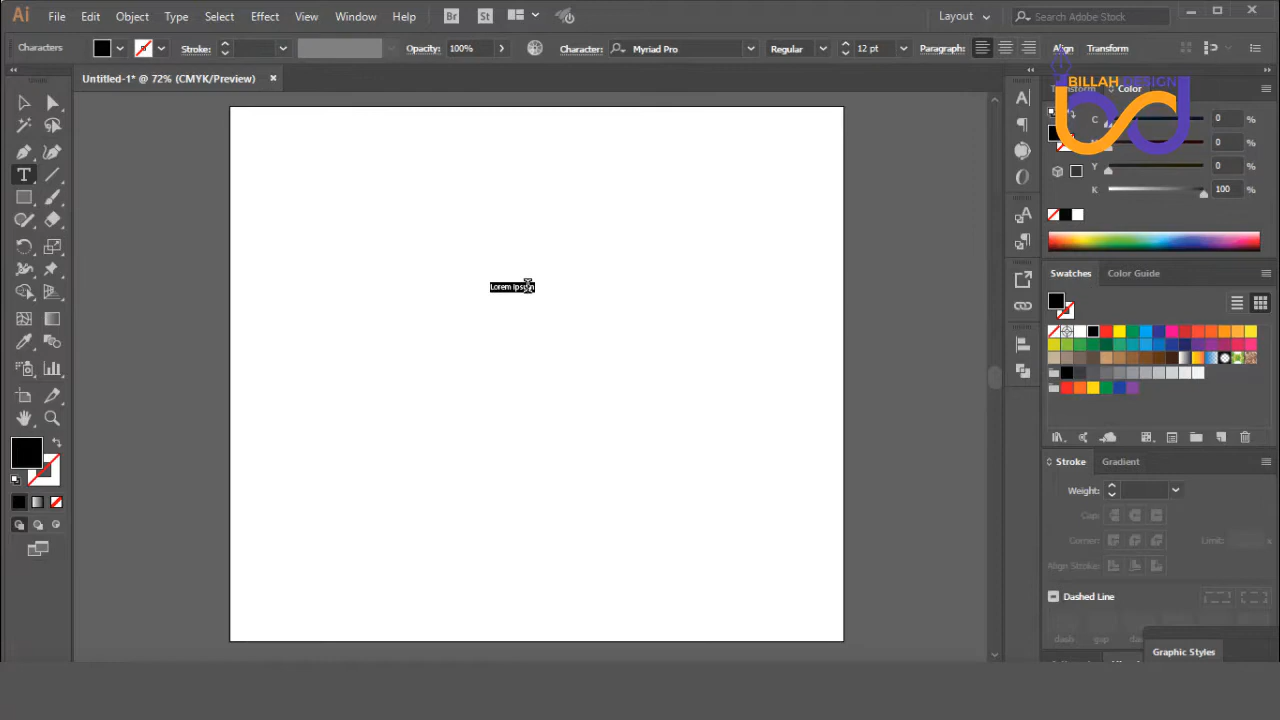 Ai File Edit Object Type Select Effect View Window Help Br St Layout Search Adobe Stock
Characters Stroke: Opacity: 100% Character: Myriad Pro Regular 12 pt Paragraph: Align Transform
Untitled-1* @ 72% (CMYK/Preview)
BILLAH DESIGN
Color
C 0 %
0 %
Y 0 %
K 100 %
Lorem ipsum
Swatches Color Guide
Stroke Gradient
Weight:
Cap:
Corner: Limit: x
Align Stroke:
Dashed Line
dash gap
Graphic Styles